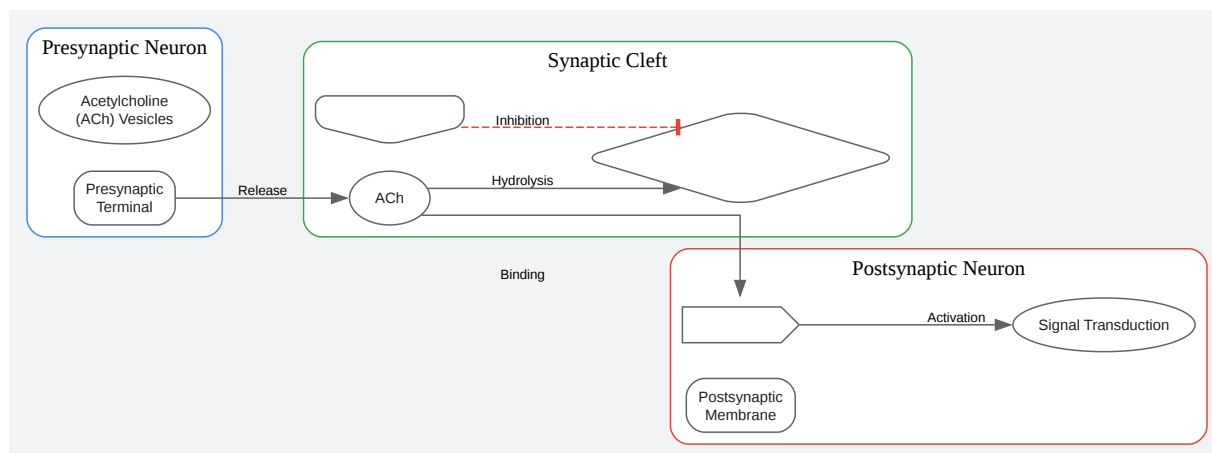 Presynaptic Neuron
Acetylcholine
(ACh) Vesicles
Presynaptic
Terminal
Release
Synaptic Cleft
Inhibition
ACh
Hydrolysis
Binding
Postsynaptic Neuron
Activation
Signal Transduction
Postsynaptic
Membrane